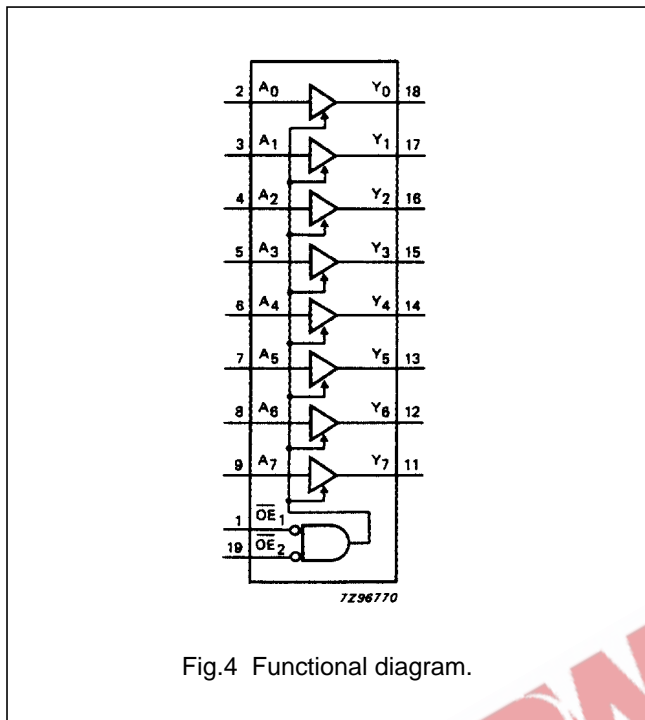 2 A0 Y0 18
3 A1 Y1 17
4 A2 Y2 16
5 A3 Y3 15
6 A4 Y4 14
7 A5 Y5 13
8 A6 Y6 12
9 A7 Y7 11
1 OE1
19 OE2
7Z96770
Fig.4 Functional diagram.